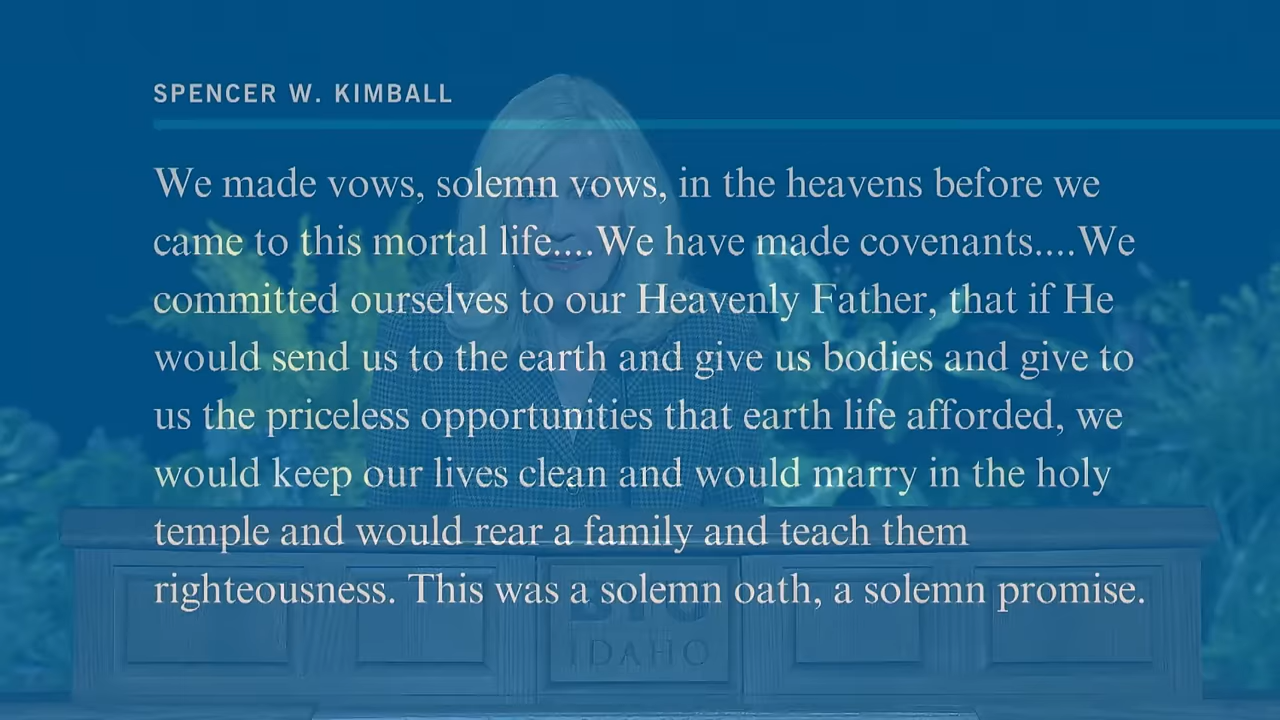 SPENCER W. KIMBALL
We made vows, solemn vows, in the heavens before we
came to this mortal life....We have made covenants....We
committed ourselves to our Heavenly Father, that if He
would send us to the earth and give us bodies and give to
us the priceless opportunities that earth life afforded, we
would keep our lives clean and would marry in the holy
temple and would rear a family and teach them
righteousness. This was a solemn oath, a solemn promise.
BYU
IDAHO